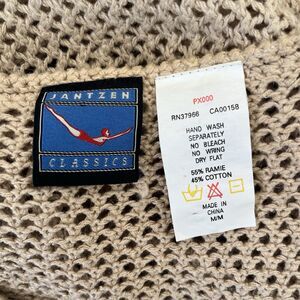 JANTZEN
CLASSICS
PX000
RN37966 CA00158
HAND WASH
SEPARATELY
NO BLEACH
NO WRING
DRY FLAT
55% RAMIE
45% COTTON
MADE IN
CHINA
M/M